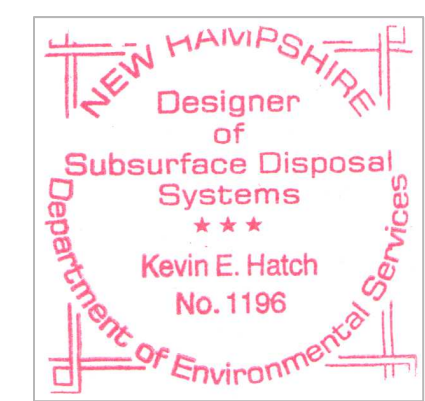 NEW HAMPSHIRE
Designer
of
Subsurface Disposal
Systems
★★★
Kevin E. Hatch
No. 1196
Department of Environmental Services